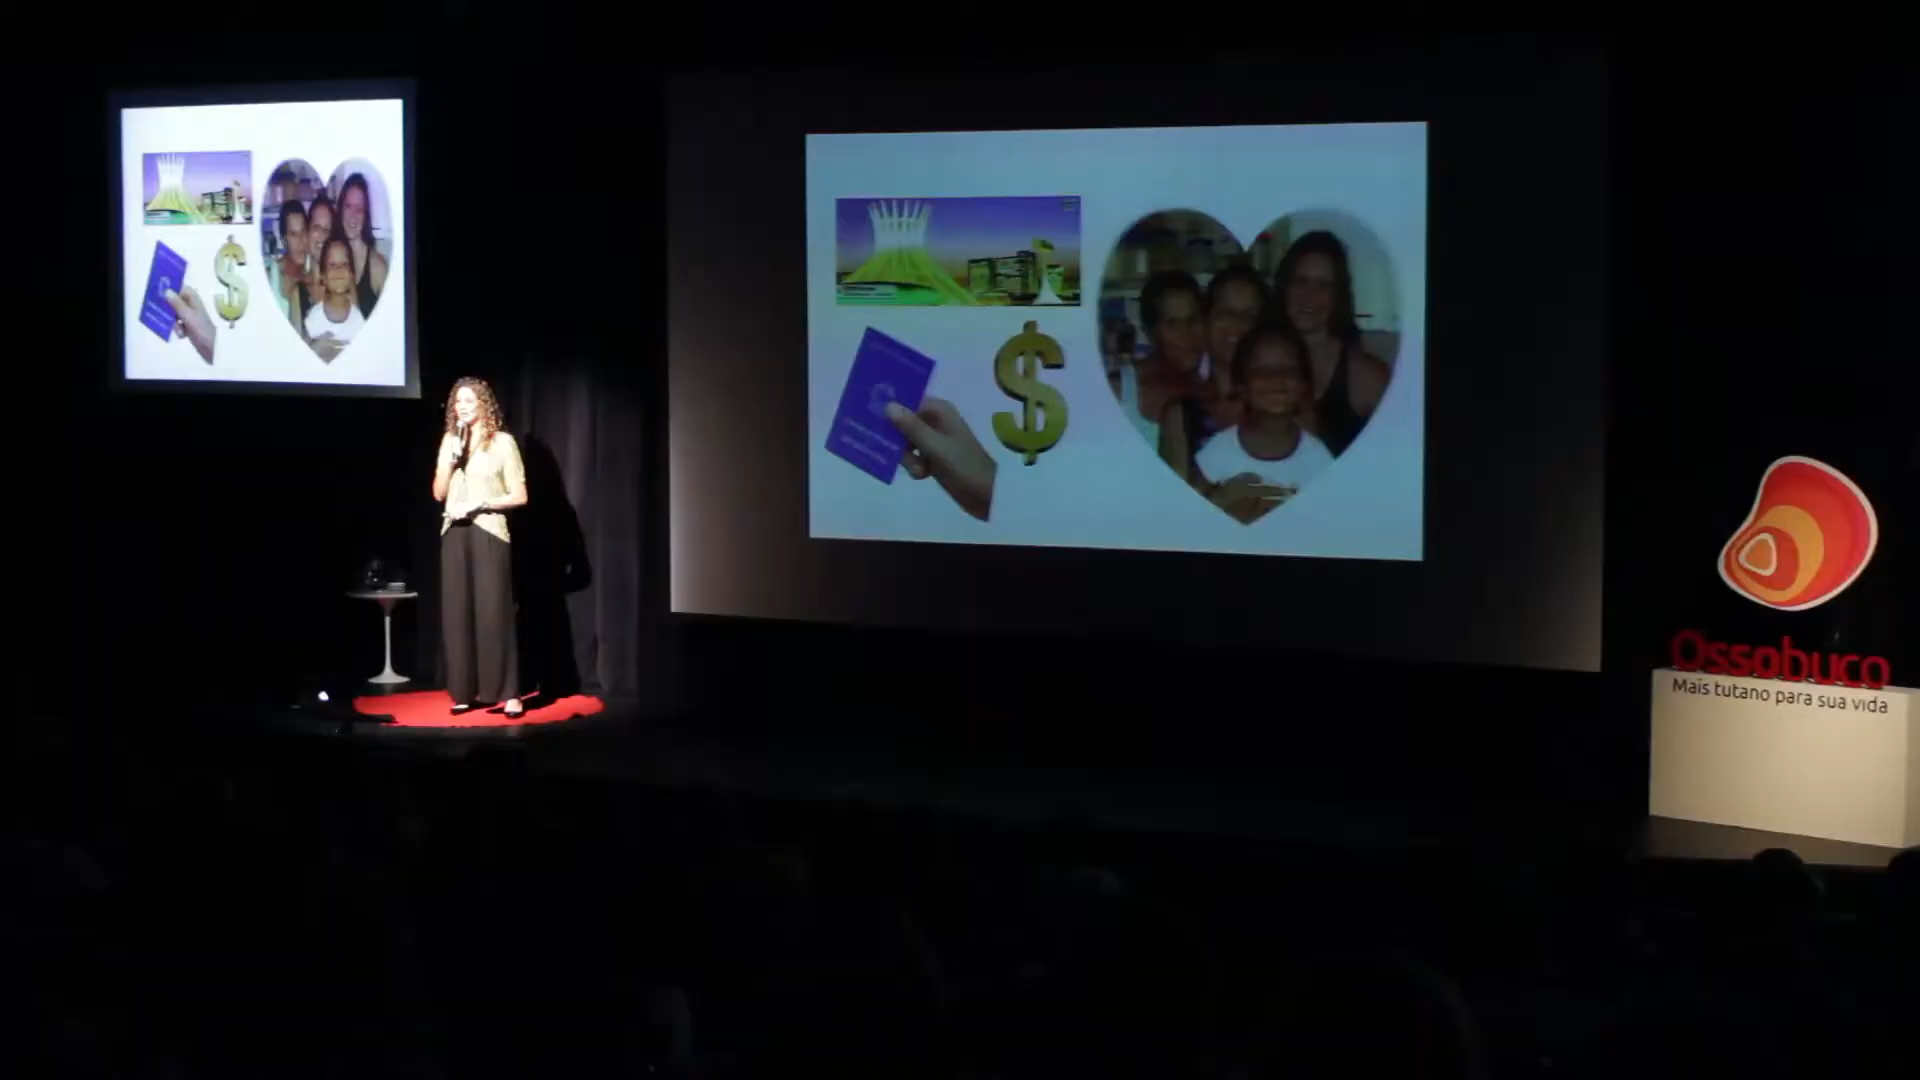 $
$
Ossobuco
Mais tutano para sua vida